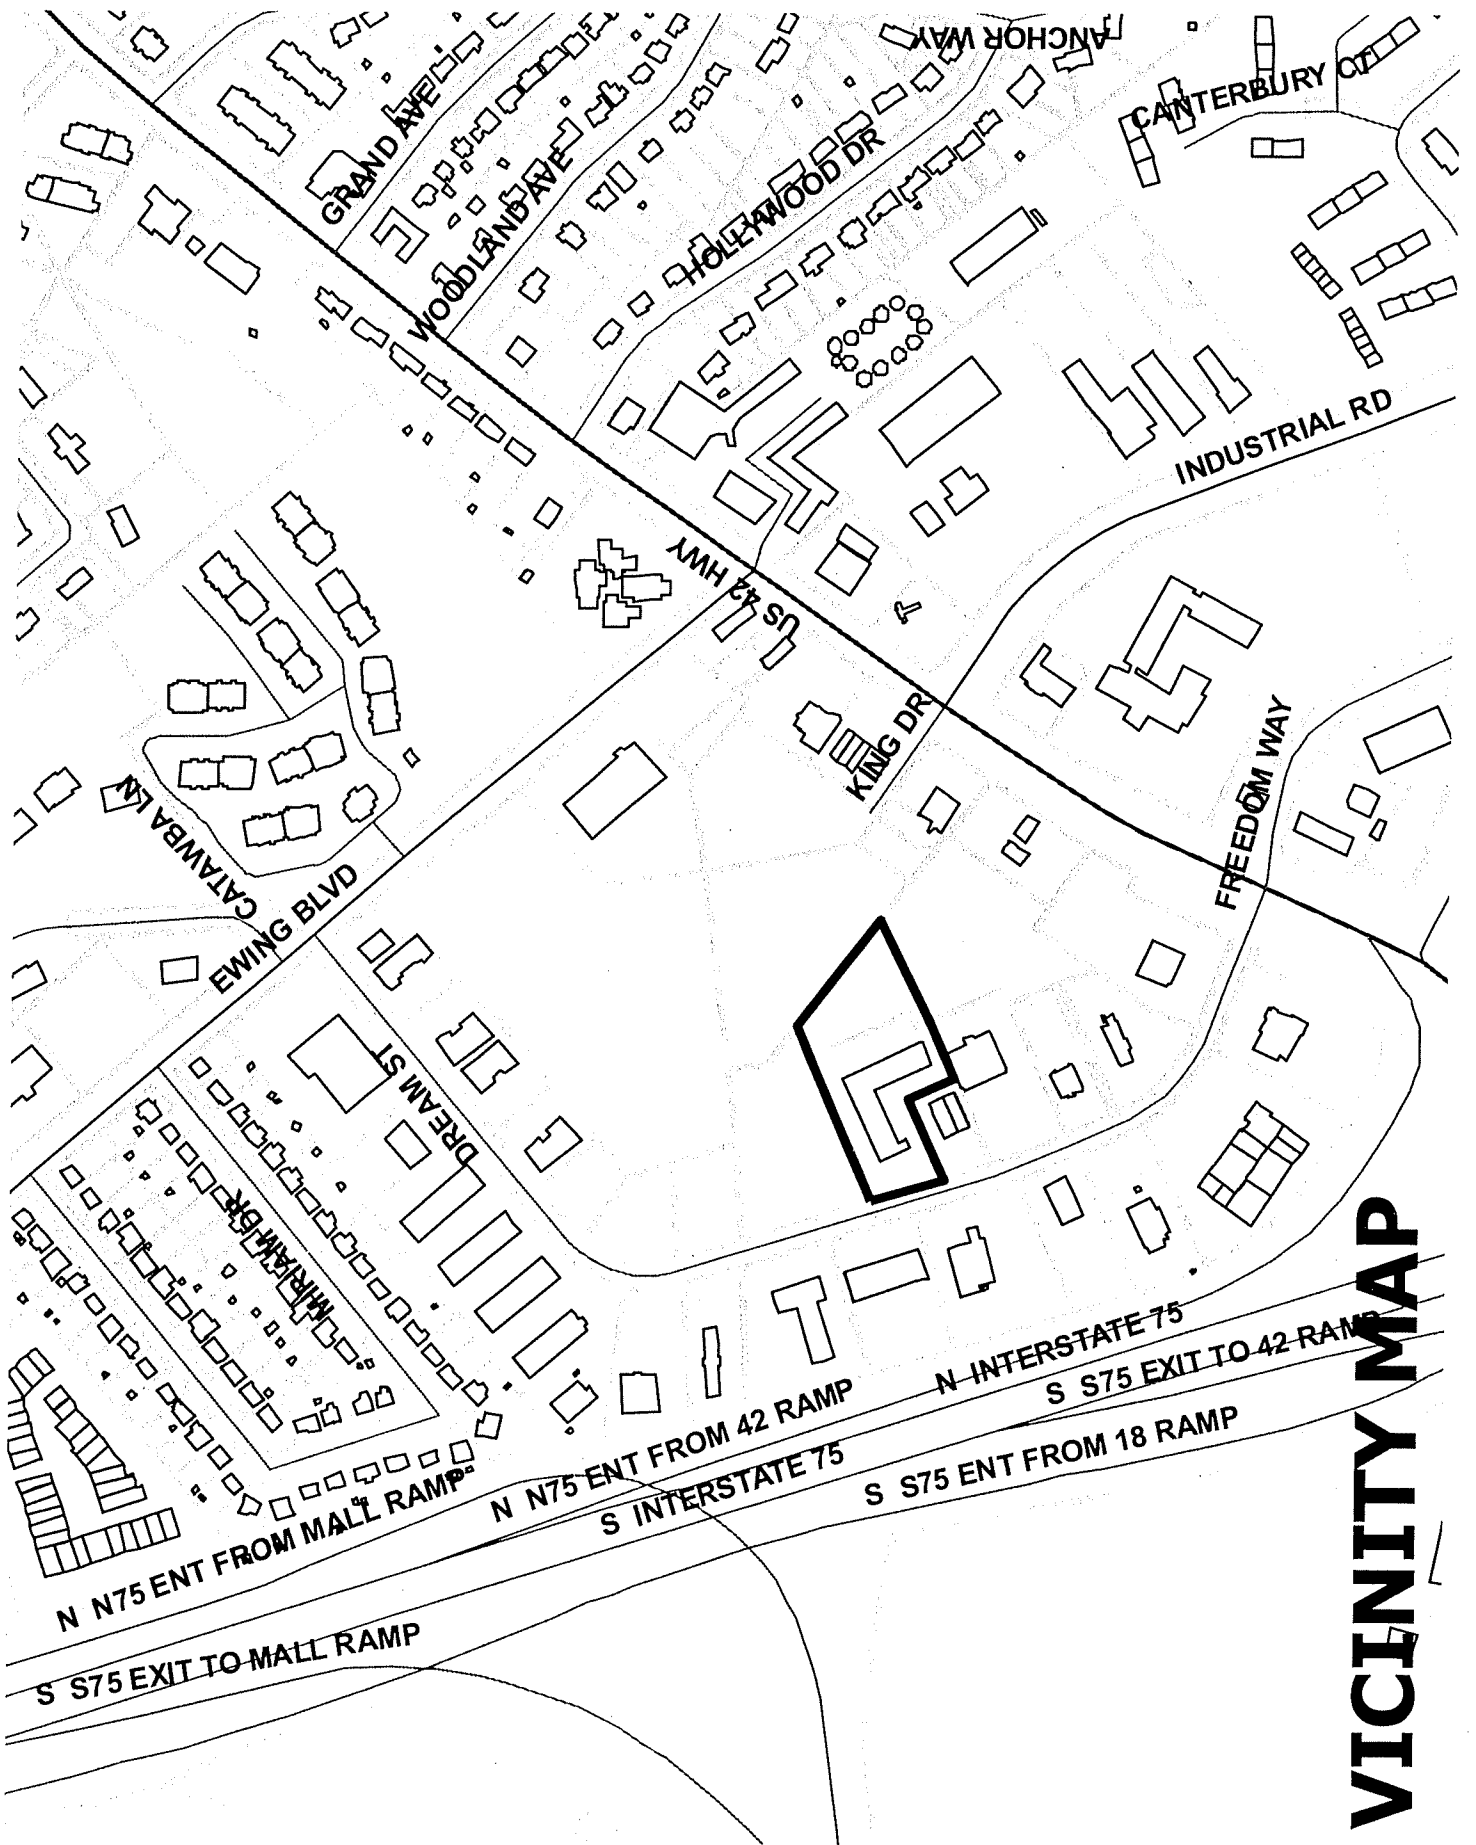 ANCHOR WAY
CANTERBURY CT
GRAND AVE
WOODLAND AVE
HOLLYWOOD DR
INDUSTRIAL RD
US 42 HWY
KING DR
FREEDOM WAY
CATAWBA LN
EWING BLVD
DREAM ST
MIRIAM DR
N INTERSTATE 75
S S75 EXIT TO 42 RAMP
N N75 ENT FROM 42 RAMP
S INTERSTATE 75
S S75 ENT FROM 18 RAMP
N N75 ENT FROM MALL RAMP
S S75 EXIT TO MALL RAMP
VICINITY MAP